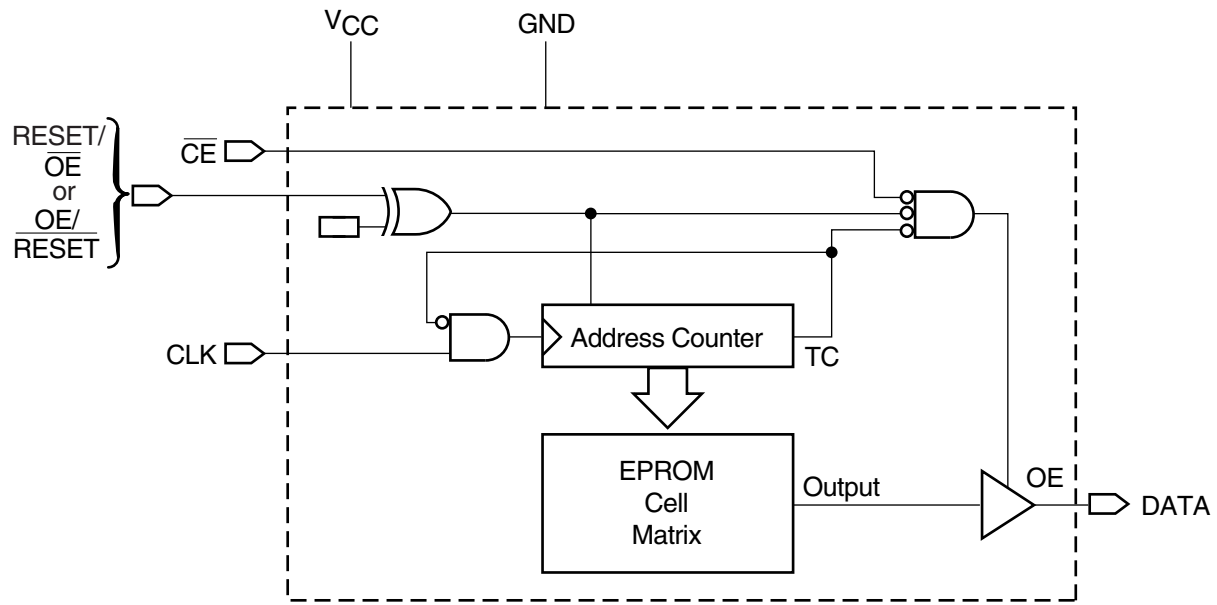 VCC
GND
RESET/
OE
or
OE/
RESET
CE
CLK
Address Counter
TC
EPROM
Cell
Matrix
Output
OE
DATA